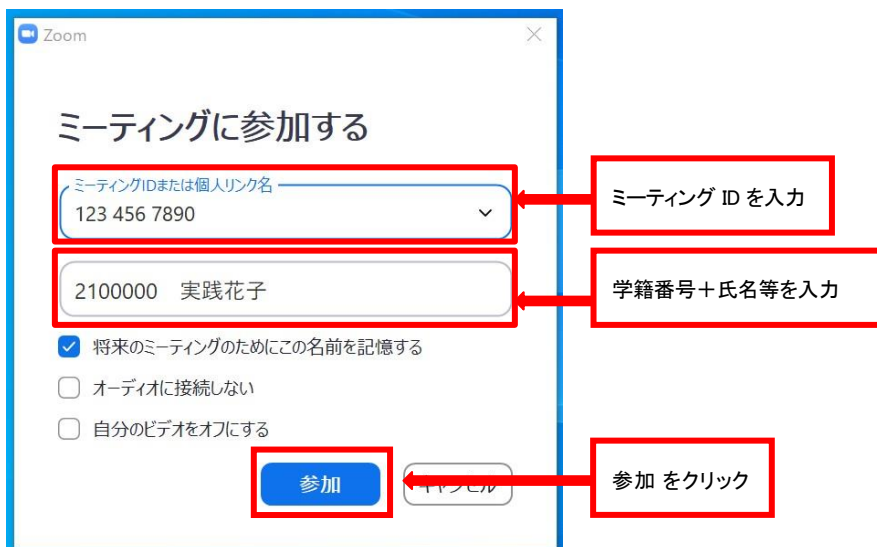 Zoom
ミーティングに参加する
ミーティングIDまたは個人リンク名
123 456 7890
ミーティング ID を入力
2100000　実践花子
学籍番号＋氏名等を入力
将来のミーティングのためにこの名前を記憶する
オーディオに接続しない
自分のビデオをオフにする
参加
キャンセル
参加 をクリック